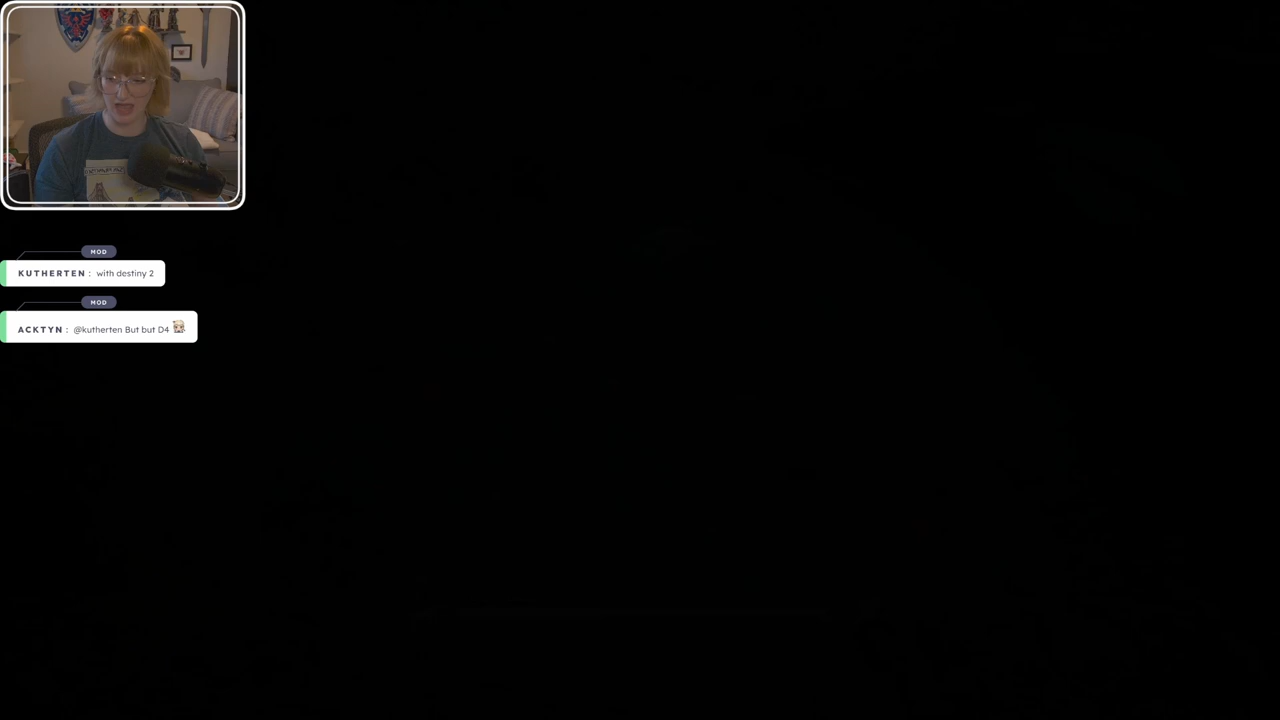 MOD
KUTHERTEN : with destiny 2
MOD
ACKTYN : @kutherten But but D4